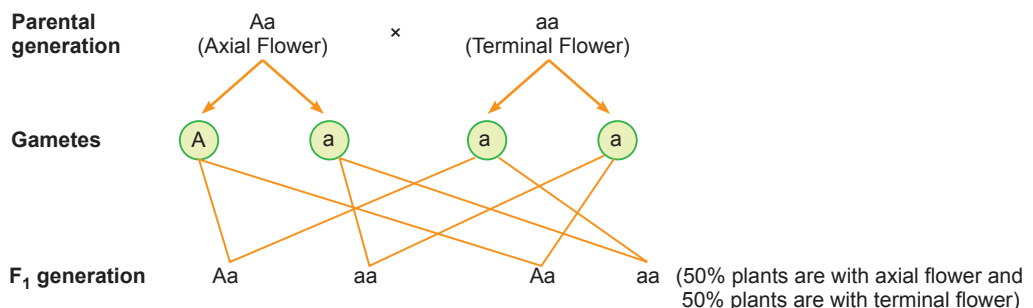 Parental generation
Aa × aa
(Axial Flower) (Terminal Flower)
Gametes A a a a
F₁ generation Aa aa Aa aa (50% plants are with axial flower and
50% plants are with terminal flower)